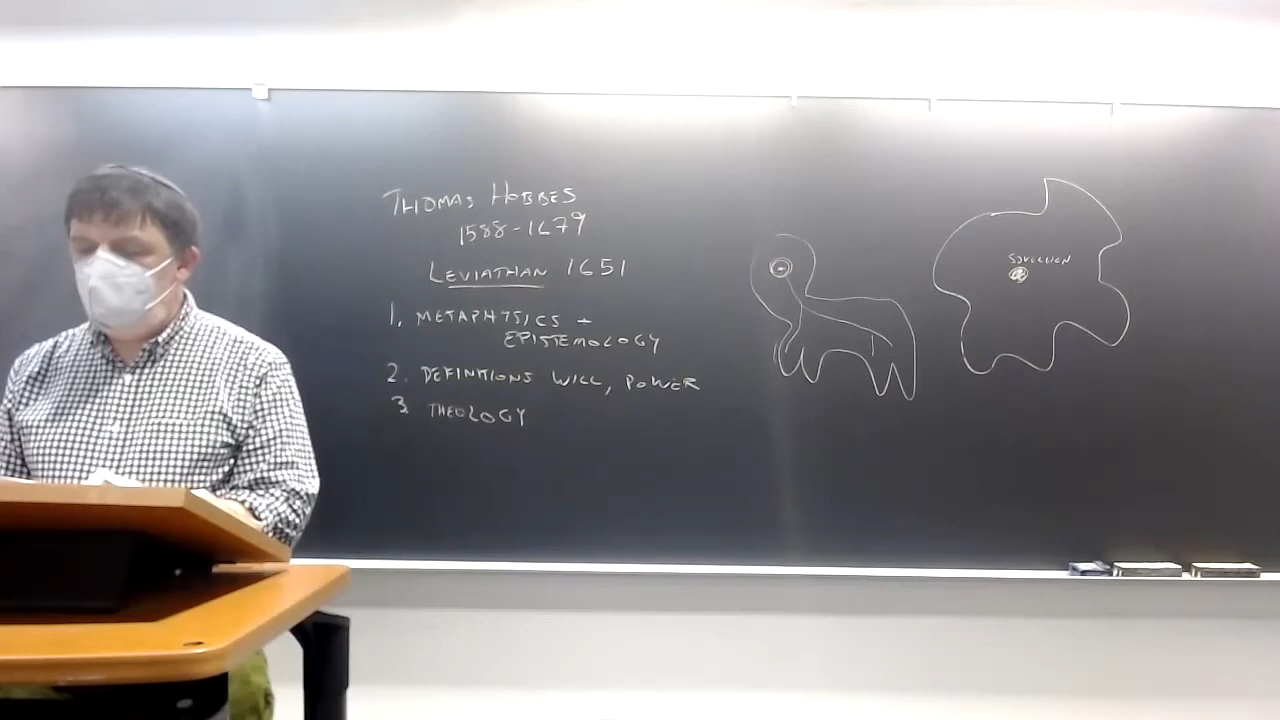 THOMAS HOBBES
1588-1679
LEVIATHAN 1651
1. METAPHYSICS +
EPISTEMOLOGY
2. DEFINITIONS WILL, POWER
3. THEOLOGY
SOVEREIGN